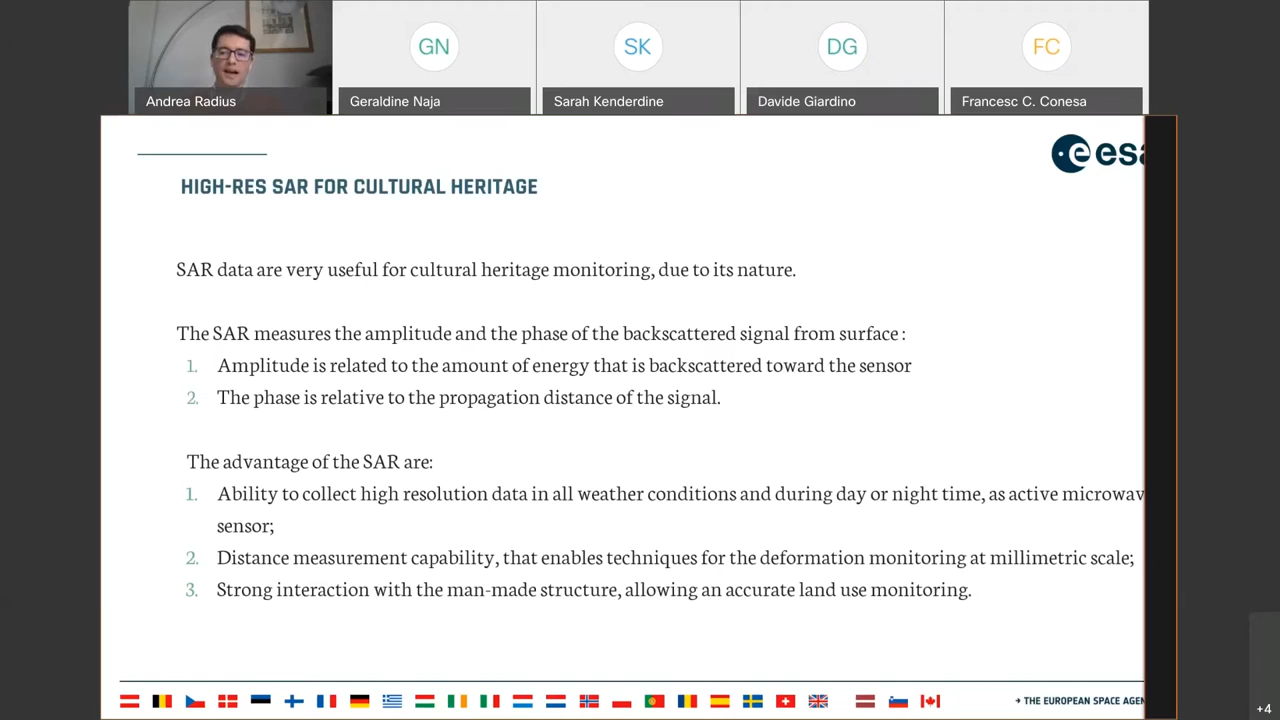 GN
SK
DG
FC
Andrea Radius
Geraldine Naja
Sarah Kenderdine
Davide Giardino
Francesc C. Conesa
esa
HIGH-RES SAR FOR CULTURAL HERITAGE
SAR data are very useful for cultural heritage monitoring, due to its nature.
The SAR measures the amplitude and the phase of the backscattered signal from surface :
1. Amplitude is related to the amount of energy that is backscattered toward the sensor
2. The phase is relative to the propagation distance of the signal.
The advantage of the SAR are:
1. Ability to collect high resolution data in all weather conditions and during day or night time, as active microwav
sensor;
2. Distance measurement capability, that enables techniques for the deformation monitoring at millimetric scale;
3. Strong interaction with the man-made structure, allowing an accurate land use monitoring.
→ THE EUROPEAN SPACE AGEN
+4